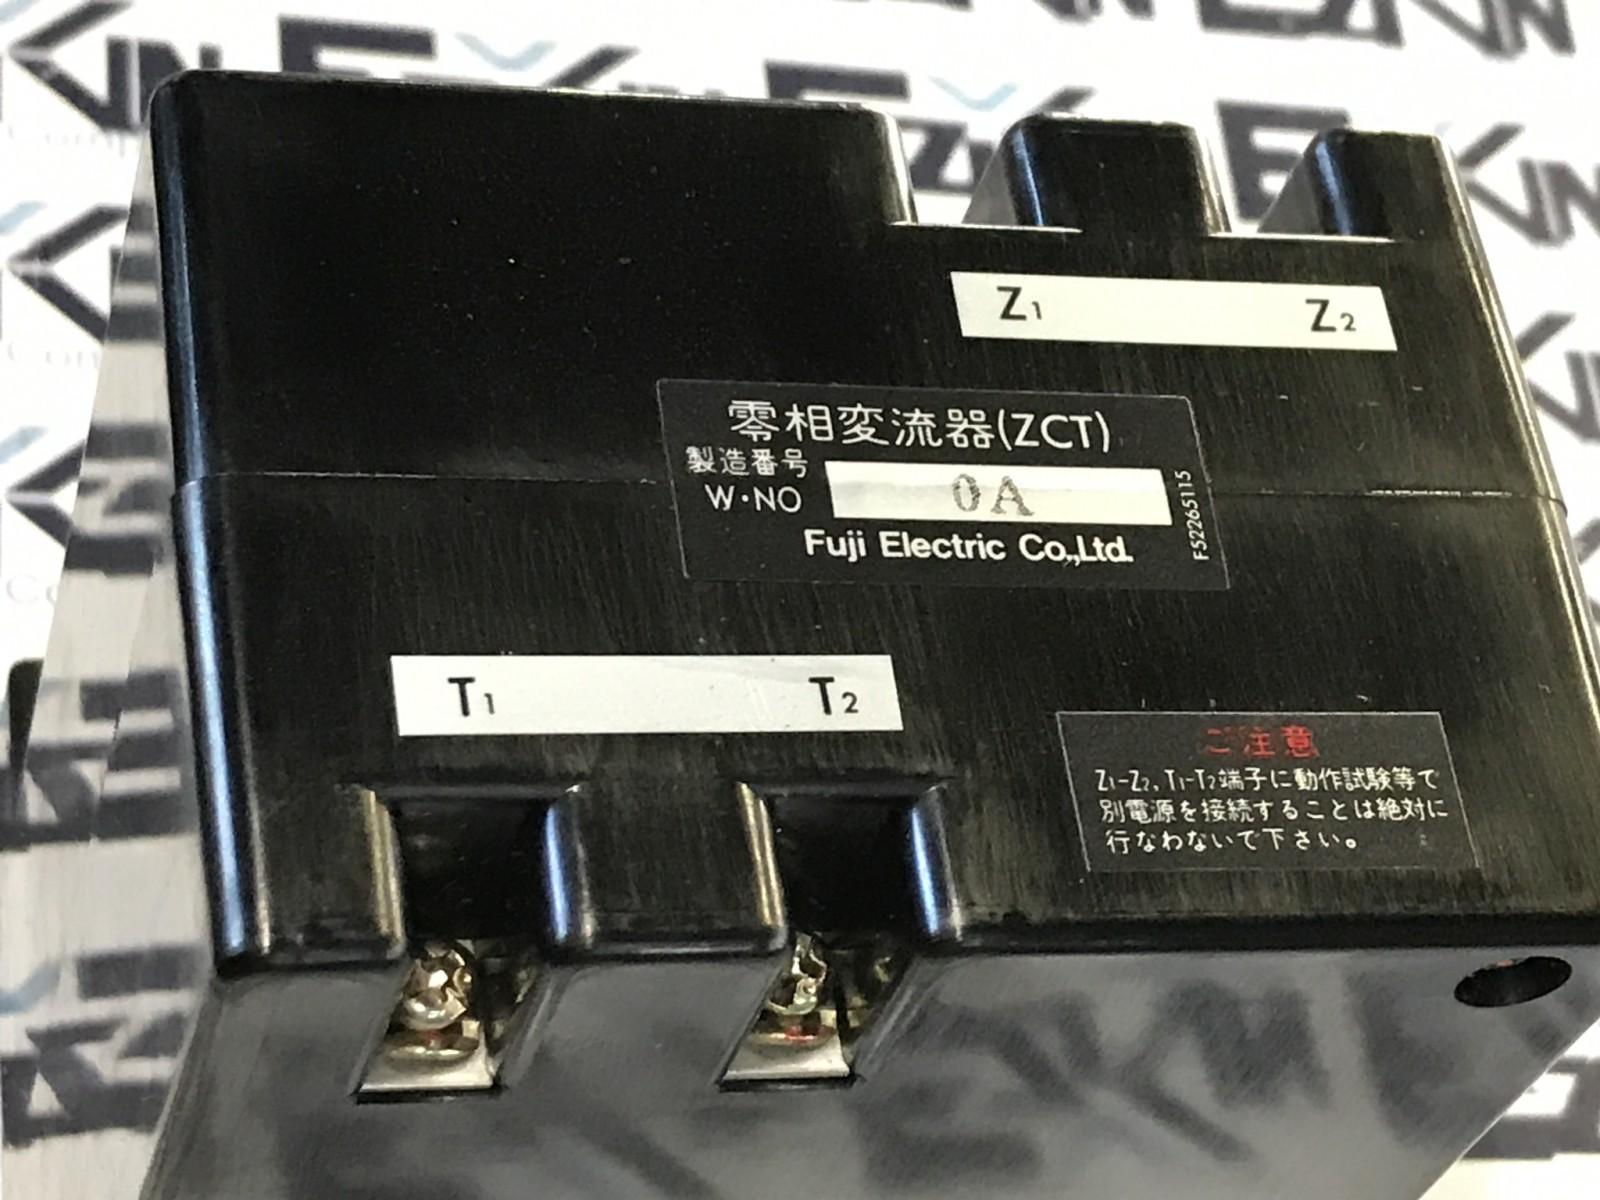 Z1 Z2
零相変流器(ZCT)
製造番号
W・NO 0A
Fuji Electric Co.,Ltd.
F52265115
T1 T2
ご注意
Z1-Z2, T1-T2端子に動作試験等で
別電源を接続することは絶対に
行なわないで下さい。